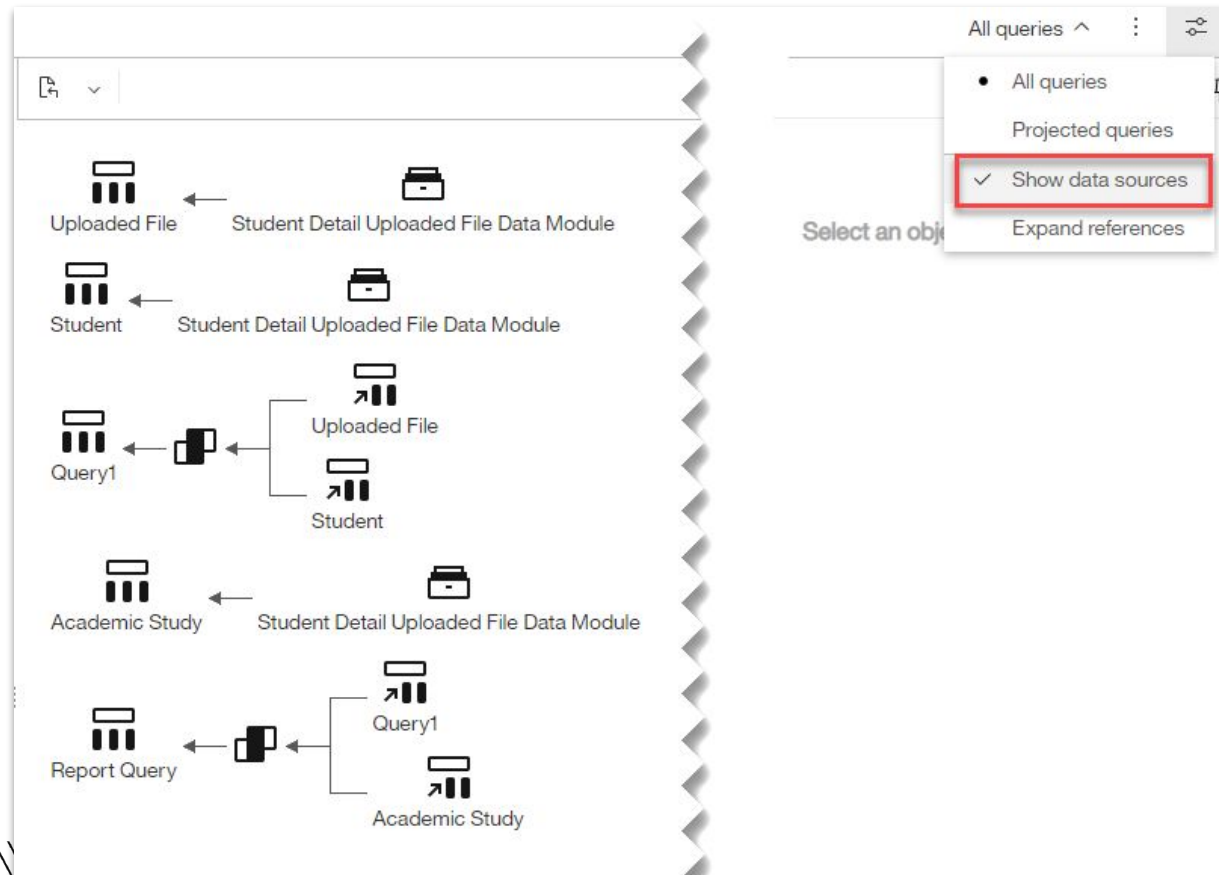 All queries
All queries
Projected queries
Show data sources
Expand references
Select an obje
Uploaded File
Student Detail Uploaded File Data Module
Student
Student Detail Uploaded File Data Module
Uploaded File
Query1
Student
Academic Study
Student Detail Uploaded File Data Module
Query1
Report Query
Academic Study